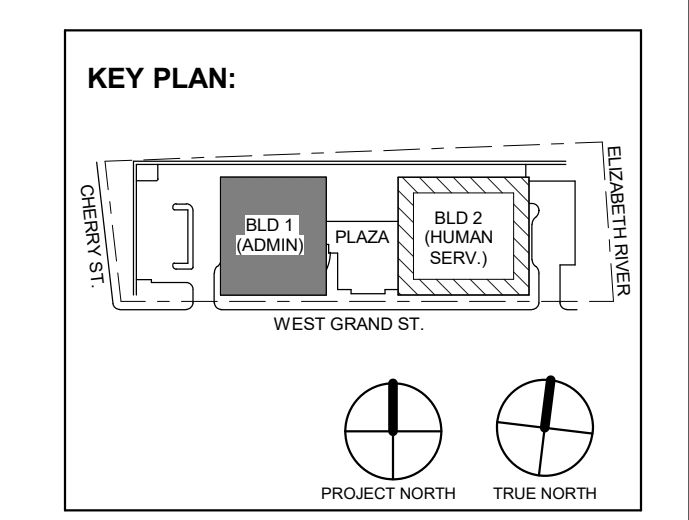 KEY PLAN:
CHERRY ST.
BLD 1
(ADMIN)
PLAZA
BLD 2
(HUMAN
SERV.)
ELIZABETH RIVER
WEST GRAND ST.
PROJECT NORTH
TRUE NORTH